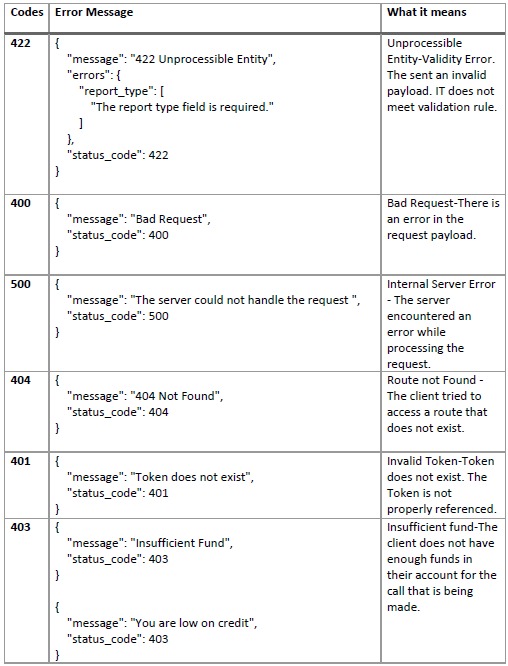 Codes Error Message What it means
422 {
"message": "422 Unprocessible Entity",
"errors": {
"report_type": [
"The report type field is required."
]
},
"status_code": 422
}
Unprocessible
Entity-Validity Error.
The sent an invalid
payload. IT does not
meet validation rule.
400 {
"message": "Bad Request",
"status_code": 400
}
Bad Request-There is
an error in the
request payload.
500 {
"message": "The server could not handle the request ",
"status_code": 500
}
Internal Server Error
- The server
encountered an
error while
processing the
request.
404 {
"message": "404 Not Found",
"status_code": 404
}
Route not Found -
The client tried to
access a route that
does not exist.
401 {
"message": "Token does not exist",
"status_code": 401
}
Invalid Token-Token
does not exist. The
Token is not
properly referenced.
403 {
"message": "Insufficient Fund",
"status_code": 403
}
{
"message": "You are low on credit",
"status_code": 403
}
Insufficient fund-The
client does not have
enough funds in
their account for the
call that is being
made.